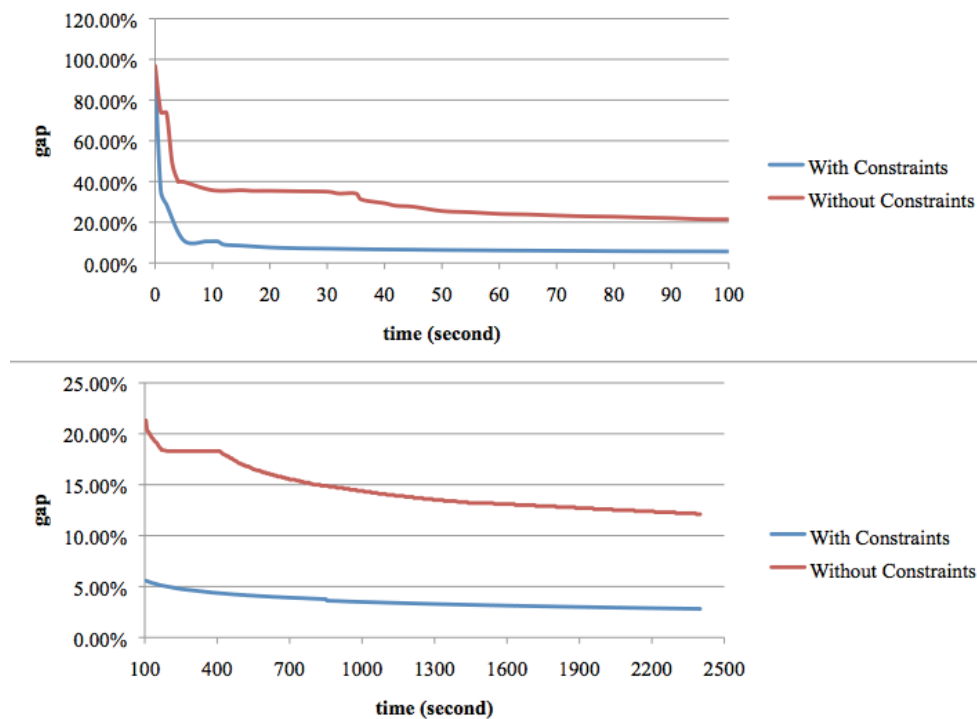 120.00%
100.00%
80.00%
60.00%
40.00%
20.00%
0.00%
gap
0 10 20 30 40 50 60 70 80 90 100
time (second)
With Constraints
Without Constraints
25.00%
20.00%
15.00%
10.00%
5.00%
0.00%
gap
100 400 700 1000 1300 1600 1900 2200 2500
time (second)
With Constraints
Without Constraints